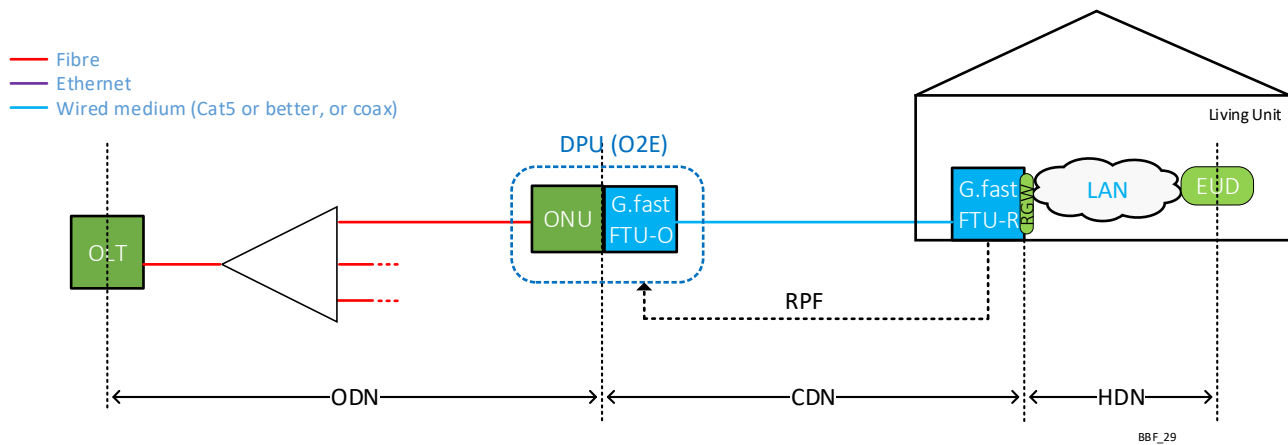 Fibre
Ethernet
Wired medium (Cat5 or better, or coax)
Living Unit
DPU (O2E)
OLT
ONU
G.fast
FTU-O
G.fast
FTU-R
RGW
LAN
EUD
RPF
ODN
CDN
HDN
BBF_29